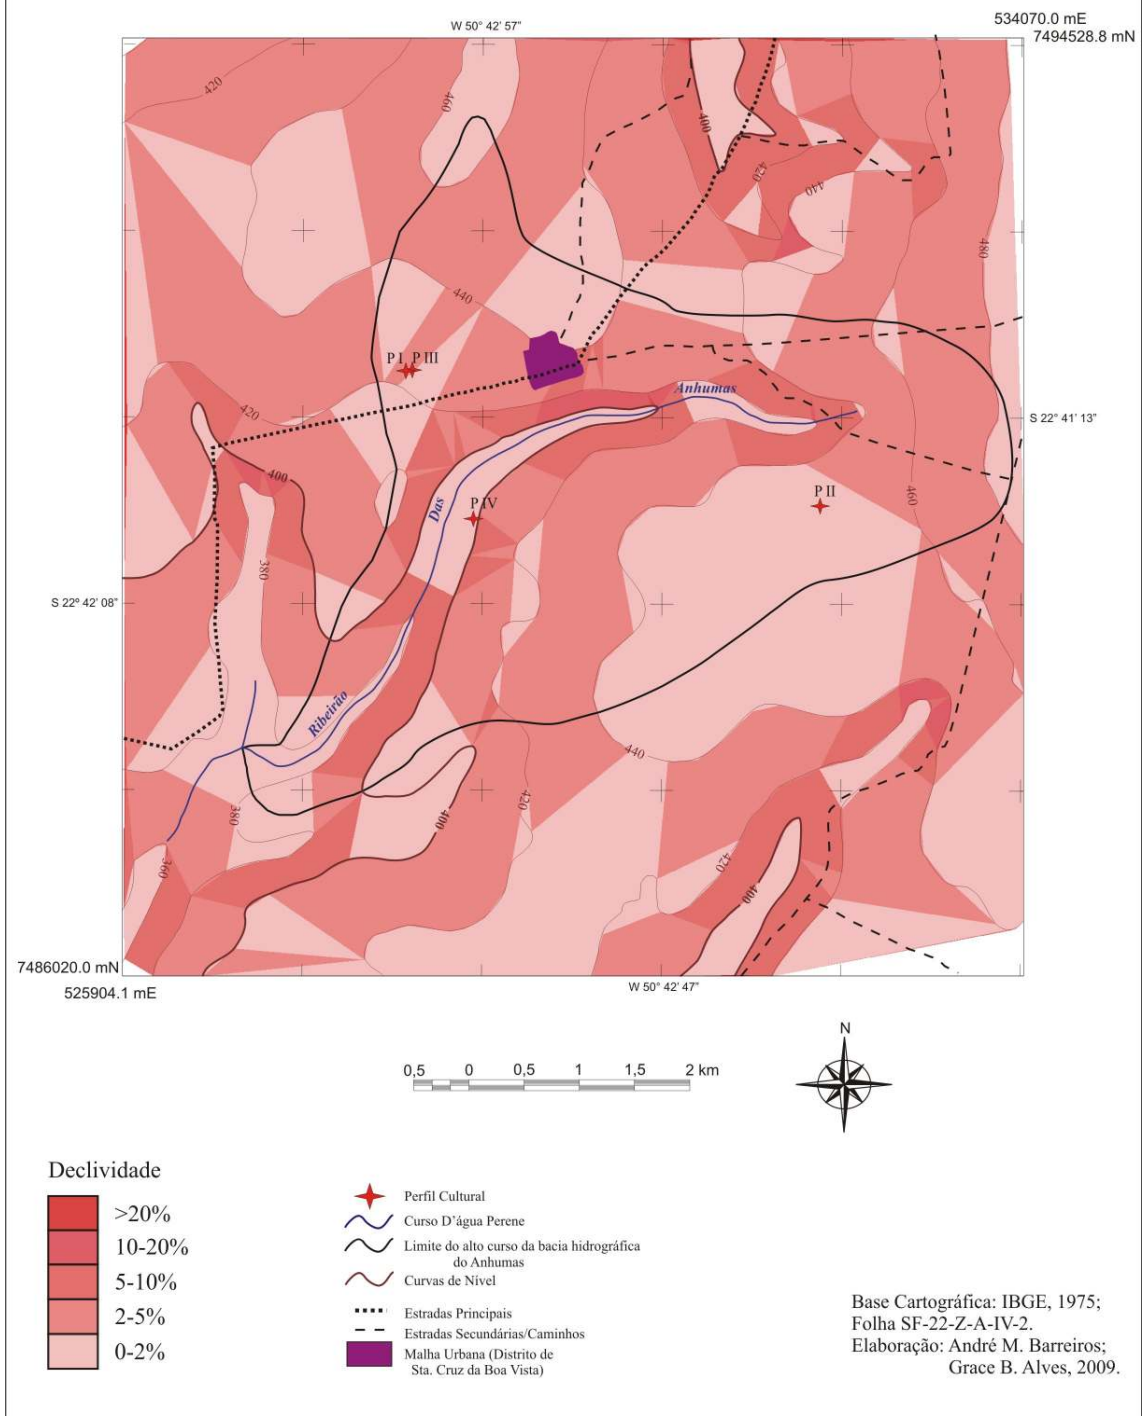 534070.0 mE
W 50° 42' 57"
7494528.8 mN
420
460
400
420
440
480
440
P I
P III
Anhumas
420
S 22° 41' 13"
400
P II
460
P IV
Das
380
S 22° 42' 08"
Ribeirão
440
420
380
400
420
360
400
7486020.0 mN
525904.1 mE
W 50° 42' 47"
N
0,5 0 0,5 1 1,5 2 km
Declividade
>20%
10-20%
5-10%
2-5%
0-2%
Perfil Cultural
Curso D'água Perene
Limite do alto curso da bacia hidrográfica
do Anhumas
Curvas de Nível
Estradas Principais
Estradas Secundárias/Caminhos
Malha Urbana (Distrito de
Sta. Cruz da Boa Vista)
Base Cartográfica: IBGE, 1975;
Folha SF-22-Z-A-IV-2.
Elaboração: André M. Barreiros;
Grace B. Alves, 2009.